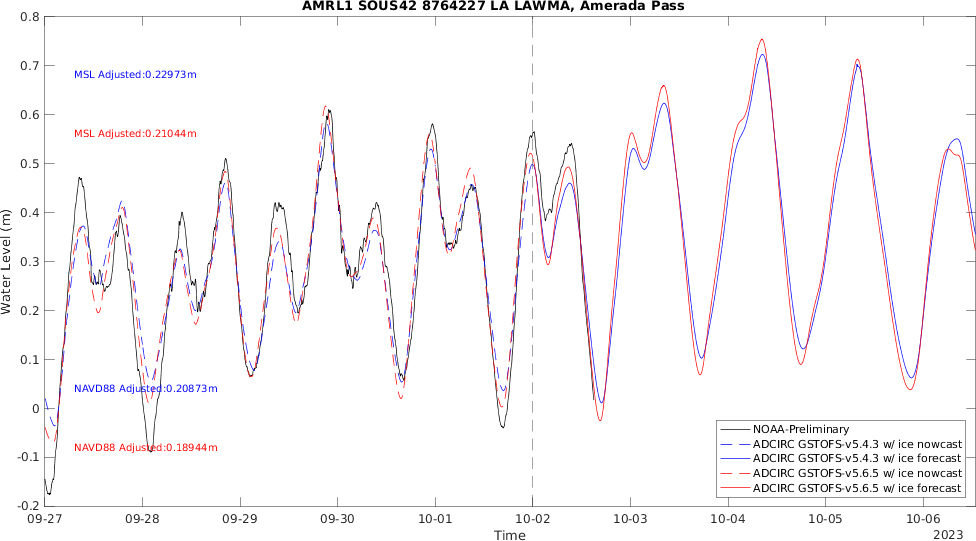 AMRL1 SOUS42 8764227 LA LAWMA, Amerada Pass
0.8
0.7
0.6
0.5
0.4
0.3
0.2
0.1
0
-0.1
-0.2
Water Level (m)
MSL Adjusted:0.22973m
MSL Adjusted:0.21044m
NAVD88 Adjusted:0.20873m
NAVD88 Adjusted:0.18944m
NOAA-Preliminary
ADCIRC GSTOFS-v5.4.3 w/ ice nowcast
ADCIRC GSTOFS-v5.4.3 w/ ice forecast
ADCIRC GSTOFS-v5.6.5 w/ ice nowcast
ADCIRC GSTOFS-v5.6.5 w/ ice forecast
09-27 09-28 09-29 09-30 10-01 10-02 10-03 10-04 10-05 10-06
Time
2023